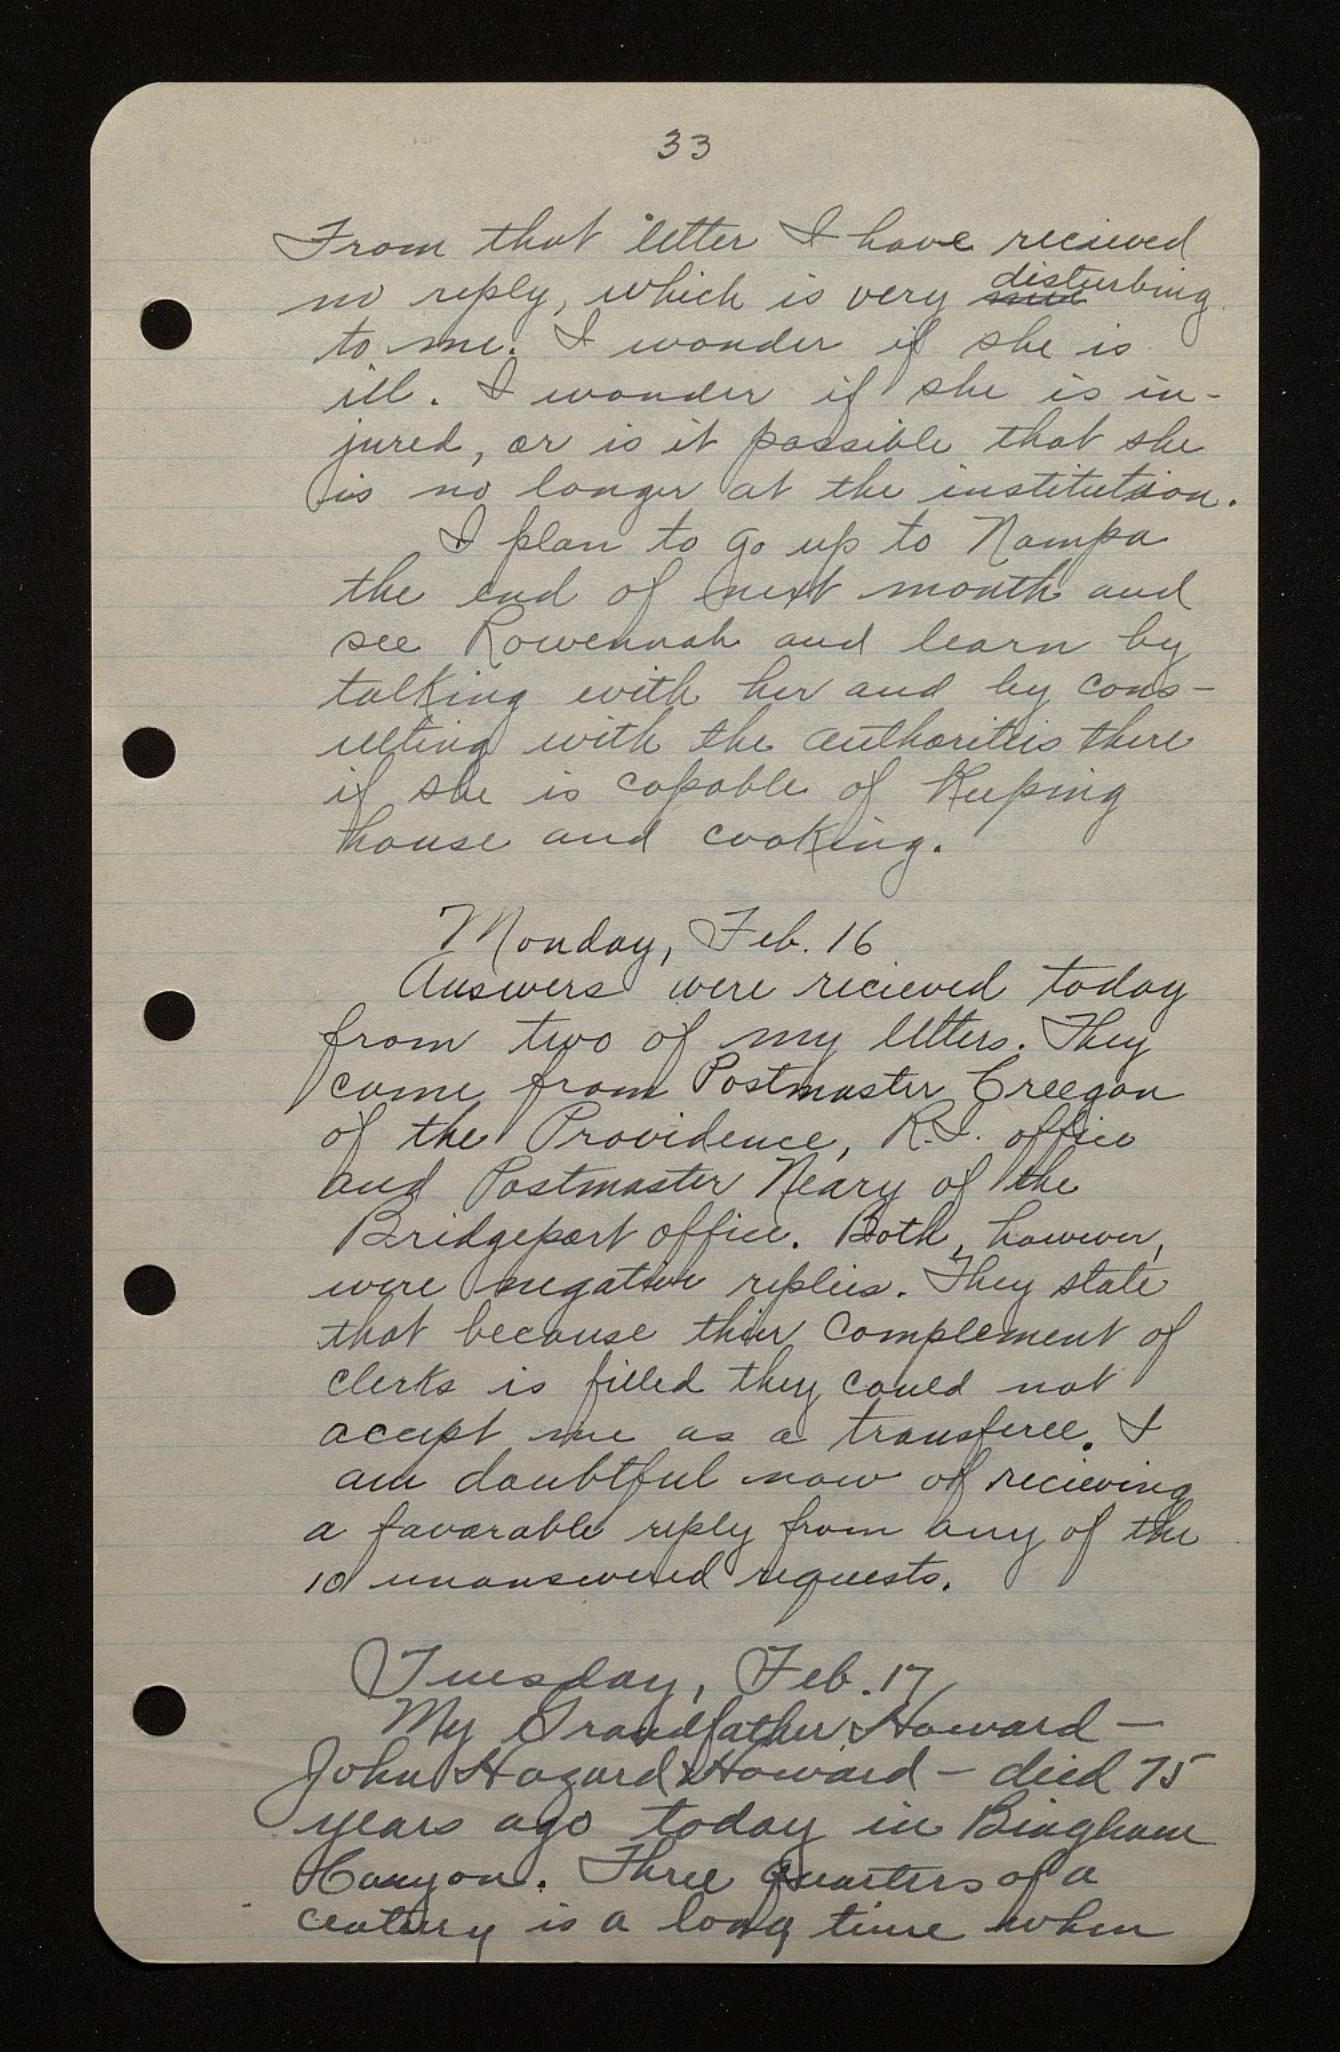 33
From that letter I have recieved
no reply, which is very disturbing
to me. I wonder if she is
ill. I wonder if she is in-
jured, or is it possible that she
is no longer at the institution.
I plan to go up to Nampa
the end of next month and
see Rowennah and learn by
talking with her and by cons-
ulting with the authorities there
if she is capable of keeping
house and cooking.
Monday, Feb. 16
Answers were recieved today
from two of my letters. They
came from Postmaster Creegan
of the Providence, R.I. office
and Postmaster Neary of the
Bridgeport office. Both, however,
were negative replies. They state
that because thier complement of
clerks is filled they could not
accept me as a transferee. I
am doubtful now of recieving
a favorable reply from any of the
10 unanswered requests.
Tuesday, Feb. 17
My Grandfather Howard —
John Hazard Howard — died 75
years ago today in Bingham
Canyon. Three quarters of a
century is a long time when